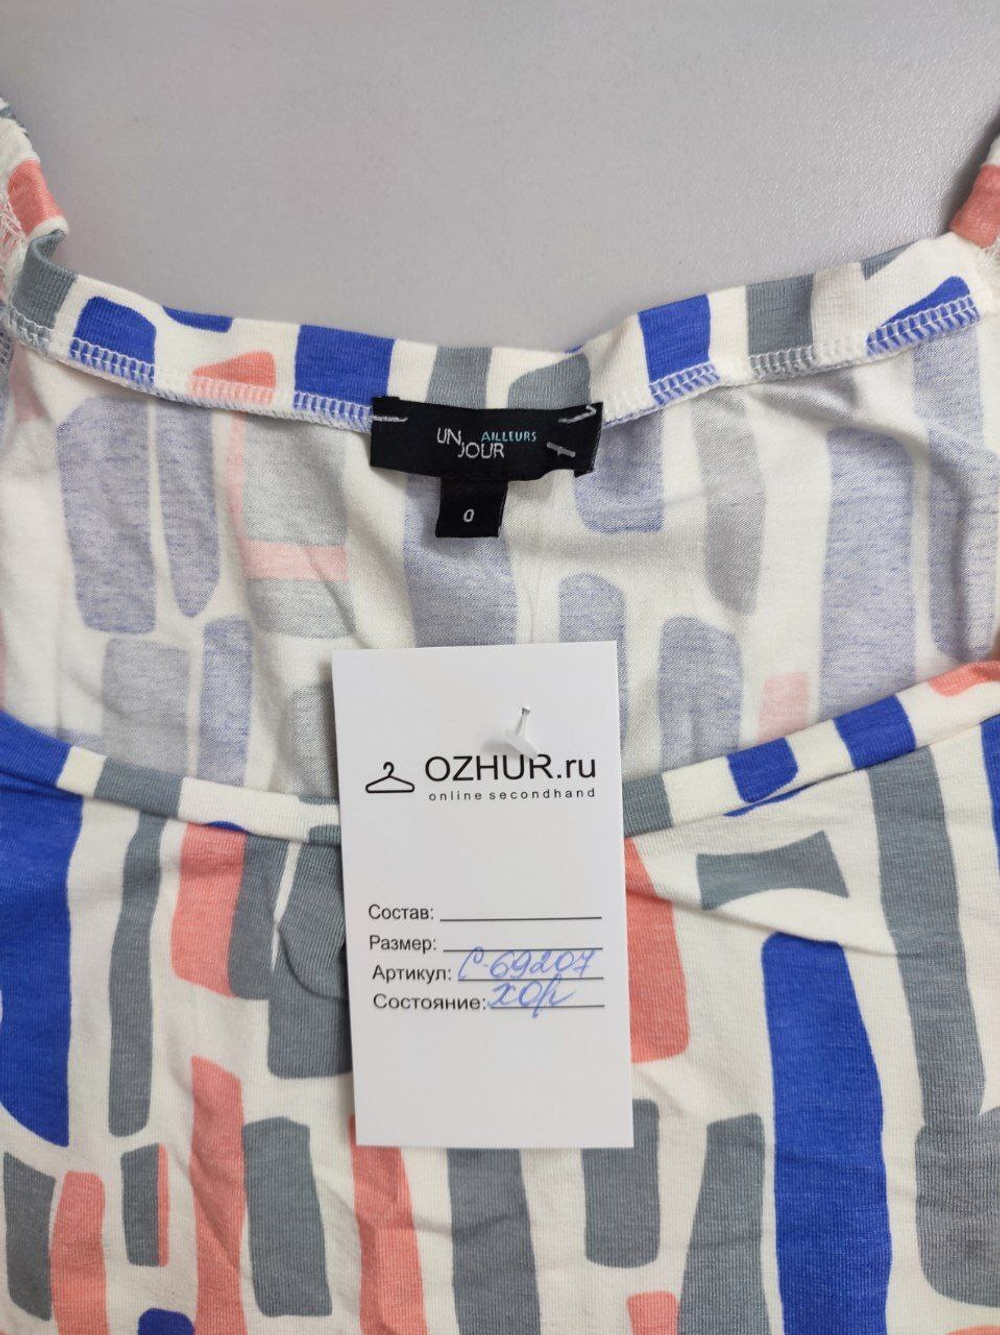 UN AILLEURS
JOUR
0
OZHUR.ru
online secondhand
Состав:
Размер:
Артикул: С-69207
Состояние: хор